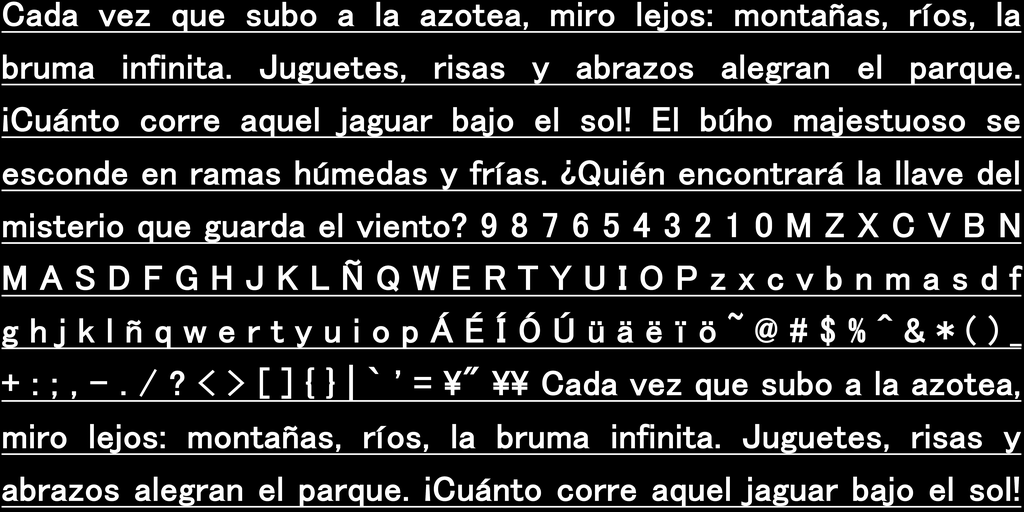 Cada vez que subo a la azotea, miro lejos: montañas, ríos, la
bruma infinita. Juguetes, risas y abrazos alegran el parque.
¡Cuánto corre aquel jaguar bajo el sol! El búho majestuoso se
esconde en ramas húmedas y frías. ¿Quién encontrará la llave del
misterio que guarda el viento? 9 8 7 6 5 4 3 2 1 0 M Z X C V B N
M A S D F G H J K L Ñ Q W E R T Y U I O P z x c v b n m a s d f
g h j k l ñ q w e r t y u i o p Á É Í Ó Ú ü ä ë ï ö ~ @ # $ % ^ & * ( ) _
+ : ; , - . / ? < > [ ] { } | ` ' = ¥" ¥¥ Cada vez que subo a la azotea,
miro lejos: montañas, ríos, la bruma infinita. Juguetes, risas y
abrazos alegran el parque. ¡Cuánto corre aquel jaguar bajo el sol!